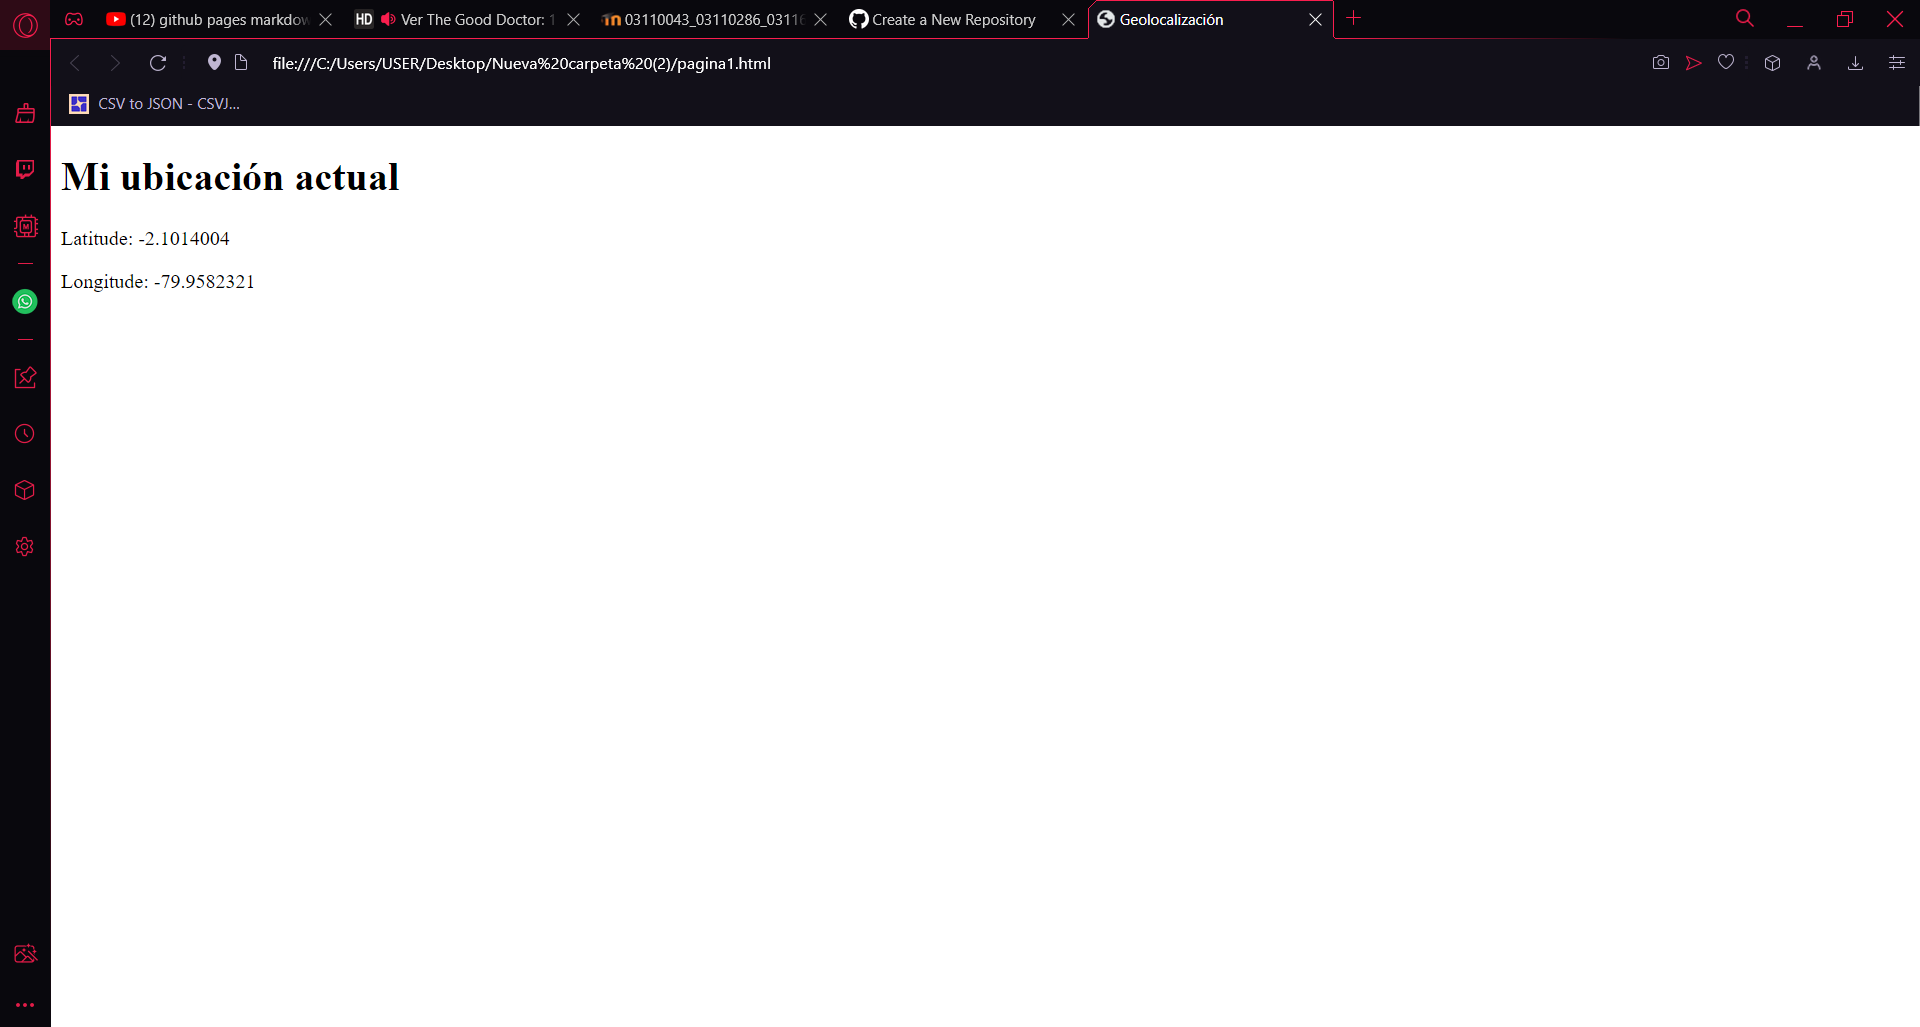 (12) github pages markdow
HD Ver The Good Doctor: 1
03110043_03110286_0311
Create a New Repository
Geolocalización
file:///C:/Users/USER/Desktop/Nueva%20carpeta%20(2)/pagina1.html
CSV to JSON - CSVJ...
Mi ubicación actual
Latitude: -2.1014004
Longitude: -79.9582321